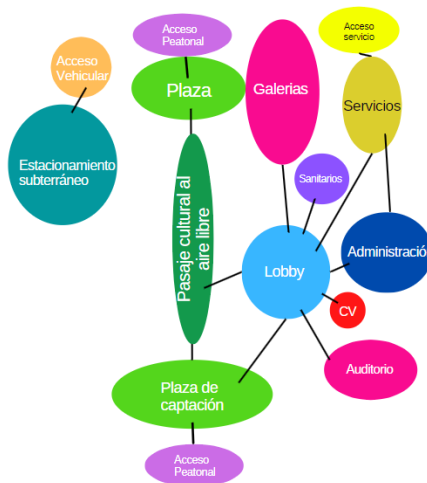 Acceso
Peatonal
Acceso
servicio
Acceso
Vehicular
Plaza
Galerias
Servicios
Estacionamiento
subterráneo
Sanitarios
Pasaje cultural al
aire libre
Lobby
Administració
CV
Auditorio
Plaza de
captación
Acceso
Peatonal